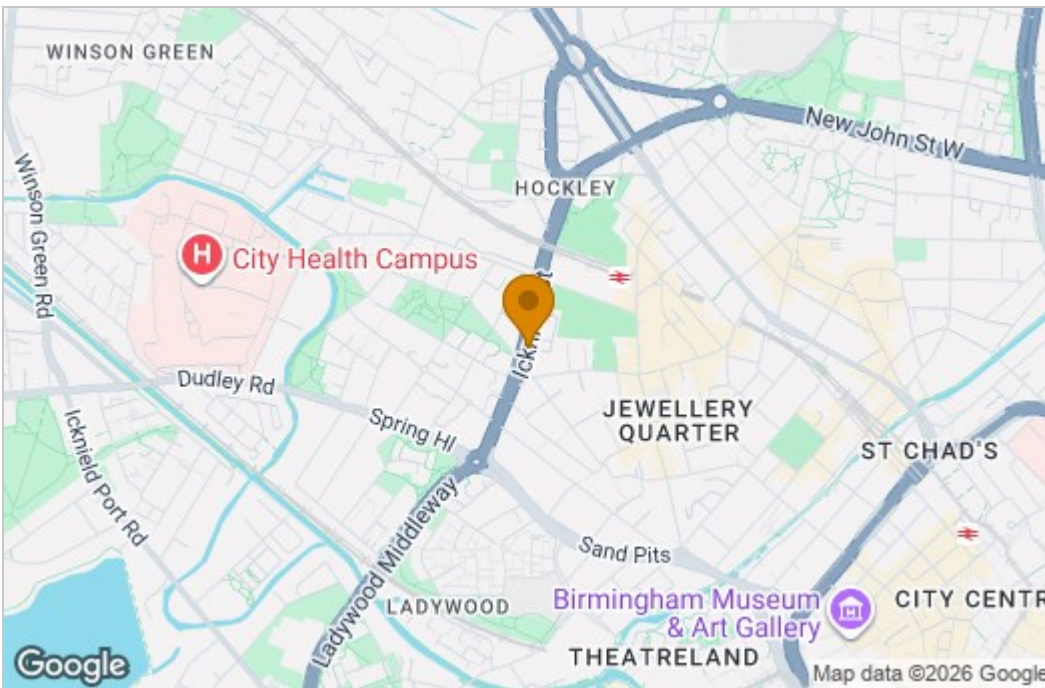 WINSON GREEN
New John St W
Winson Green Rd
HOCKLEY
H
City Health Campus
Dudley Rd
Spring Hl
JEWELLERY
QUARTER
ST CHAD'S
Icknield Port Rd
Ladywood Middleway
Sand Pits
LADYWOOD
Birmingham Museum
& Art Gallery
CITY CENTR
THEATRELAND
Google
Map data ©2026 Google